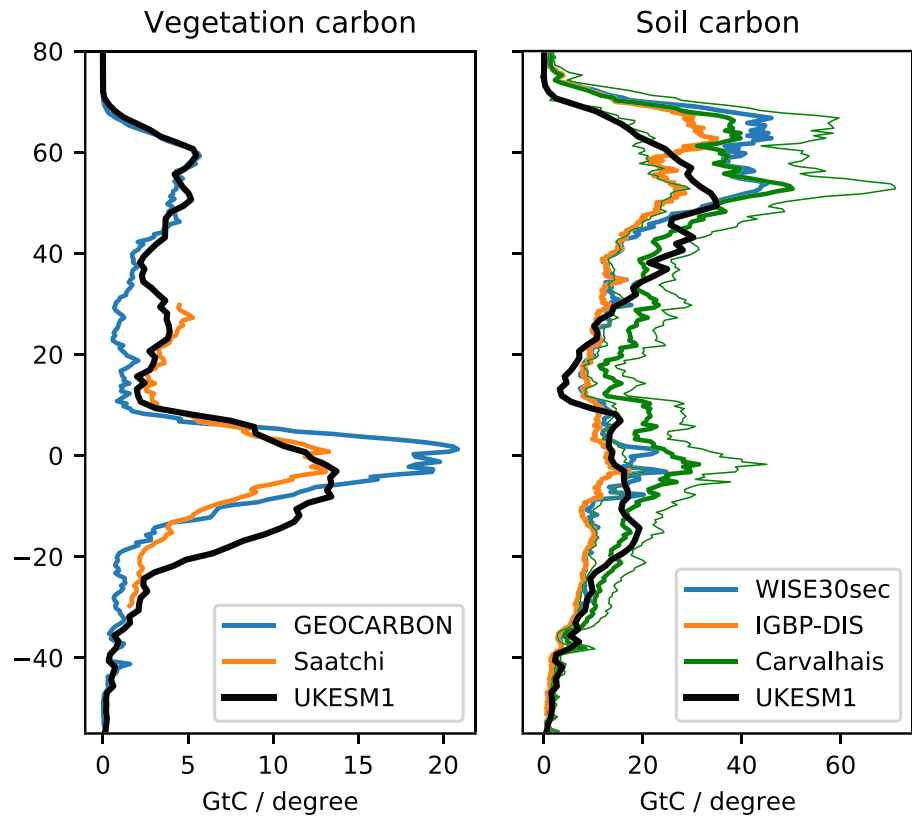 Vegetation carbon
80
60
40
20
0
−20
−40
0 5 10 15 20
GtC / degree
GEOCARBON
Saatchi
UKESM1
Soil carbon
0 20 40 60
GtC / degree
WISE30sec
IGBP-DIS
Carvalhais
UKESM1